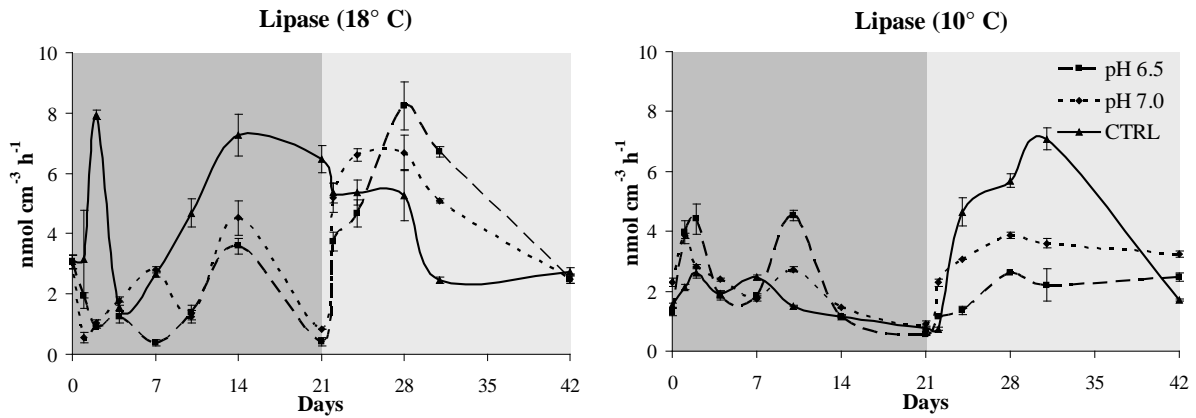 Lipase (18° C)
10
8
6
4
2
0
nmol cm-3 h-1
0 7 14 21 28 35 42
Days
Lipase (10° C)
10
8
6
4
2
0
nmol cm-3 h-1
0 7 14 21 28 35 42
Days
pH 6.5
pH 7.0
CTRL